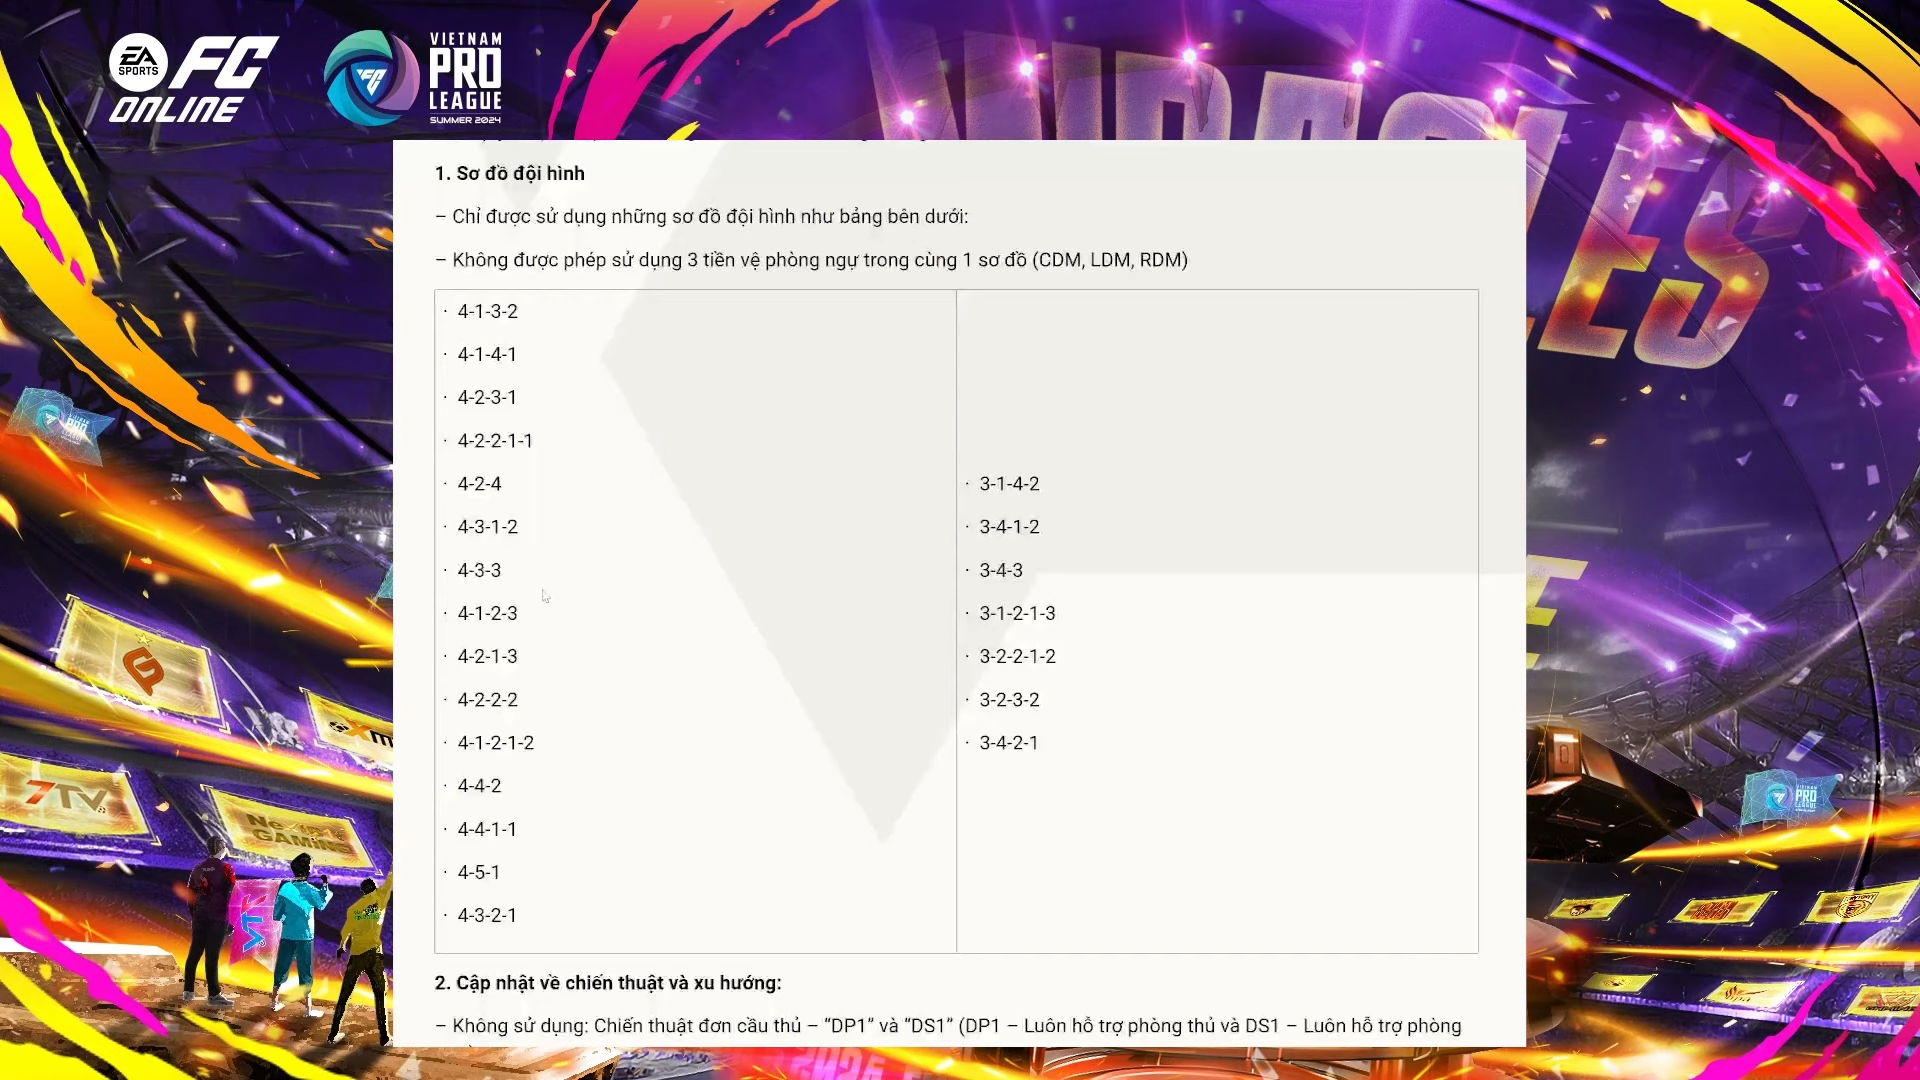 EA SPORTS FC ONLINE
VIETNAM
PRO
LEAGUE
SUMMER 2024
1. Sơ đồ đội hình
– Chỉ được sử dụng những sơ đồ đội hình như bảng bên dưới:
– Không được phép sử dụng 3 tiền vệ phòng ngự trong cùng 1 sơ đồ (CDM, LDM, RDM)
· 4-1-3-2
· 4-1-4-1
· 4-2-3-1
· 4-2-2-1-1
· 4-2-4
· 4-3-1-2
· 4-3-3
· 4-1-2-3
· 4-2-1-3
· 4-2-2-2
· 4-1-2-1-2
· 4-4-2
· 4-4-1-1
· 4-5-1
· 4-3-2-1
· 3-1-4-2
· 3-4-1-2
· 3-4-3
· 3-1-2-1-3
· 3-2-2-1-2
· 3-2-3-2
· 3-4-2-1
2. Cập nhật về chiến thuật và xu hướng:
– Không sử dụng: Chiến thuật đơn cầu thủ – “DP1” và “DS1” (DP1 – Luôn hỗ trợ phòng thủ và DS1 – Luôn hỗ trợ phòng
7TV
GAMING
PRO